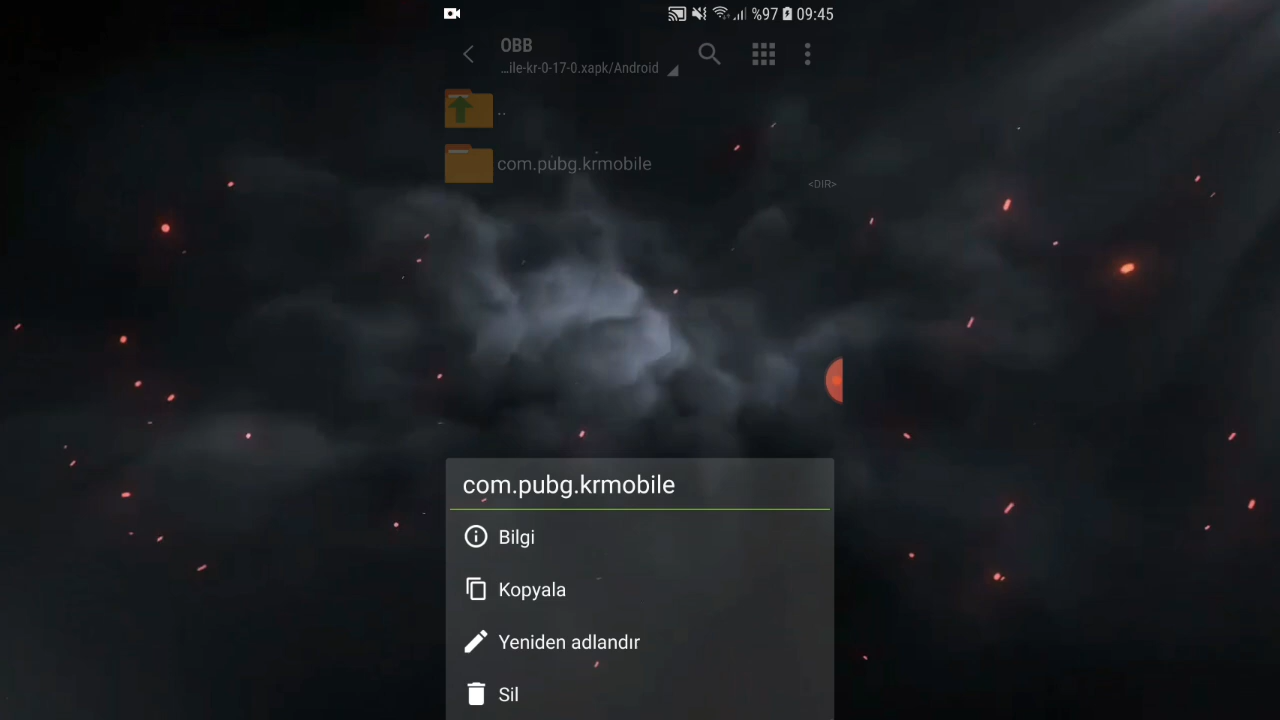 %97 09:45
OBB
...ile-kr-0-17-0.xapk/Android
..
com.pubg.krmobile
<DIR>
com.pubg.krmobile
Bilgi
Kopyala
Yeniden adlandır
Sil